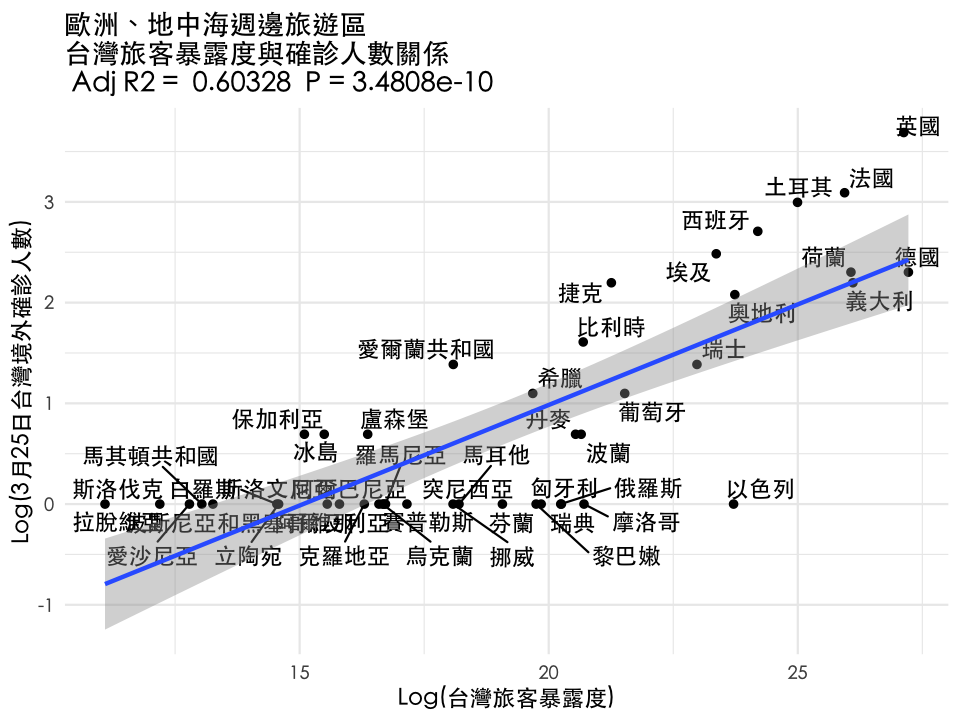 歐洲、地中海週邊旅遊區
台灣旅客暴露度與確診人數關係
Adj R2 = 0.60328 P = 3.4808e-10
英國
法國
土耳其
西班牙
荷蘭
德國
埃及
捷克
義大利
奧地利
比利時
愛爾蘭共和國
瑞士
希臘
保加利亞
盧森堡
丹麥
葡萄牙
冰島
羅馬尼亞
馬耳他
波蘭
馬其頓共和國
斯洛伐克
白羅斯
阿爾巴尼亞
突尼西亞
匈牙利
俄羅斯
以色列
賽普勒斯
芬蘭
瑞典
摩洛哥
愛沙尼亞
立陶宛
克羅地亞
烏克蘭
挪威
黎巴嫩
3
2
1
0
-1
15
20
25
Log(3月25日台灣境外確診人數)
Log(台灣旅客暴露度)